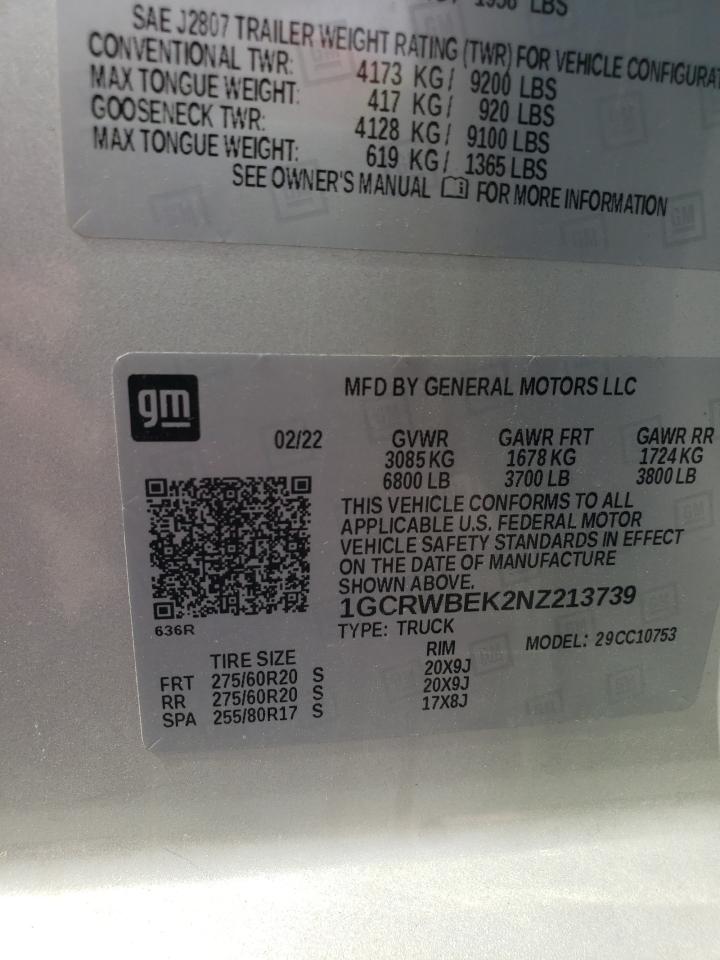 1956 LBS
SAE J2807 TRAILER WEIGHT RATING (TWR) FOR VEHICLE CONFIGURAT
CONVENTIONAL TWR: 4173 KG/ 9200 LBS
MAX TONGUE WEIGHT: 417 KG/ 920 LBS
GOOSENECK TWR: 4128 KG/ 9100 LBS
MAX TONGUE WEIGHT: 619 KG/ 1365 LBS
SEE OWNER'S MANUAL FOR MORE INFORMATION
gm
MFD BY GENERAL MOTORS LLC
02/22 GVWR GAWR FRT GAWR RR
3085 KG 1678 KG 1724 KG
6800 LB 3700 LB 3800 LB
THIS VEHICLE CONFORMS TO ALL
APPLICABLE U.S. FEDERAL MOTOR
VEHICLE SAFETY STANDARDS IN EFFECT
ON THE DATE OF MANUFACTURE
SHOWN ABOVE.
1GCRWBEK2NZ213739
636R
TYPE: TRUCK
MODEL: 29CC10753
TIRE SIZE RIM
FRT 275/60R20 S 20X9J
RR 275/60R20 S 20X9J
SPA 255/80R17 S 17X8J